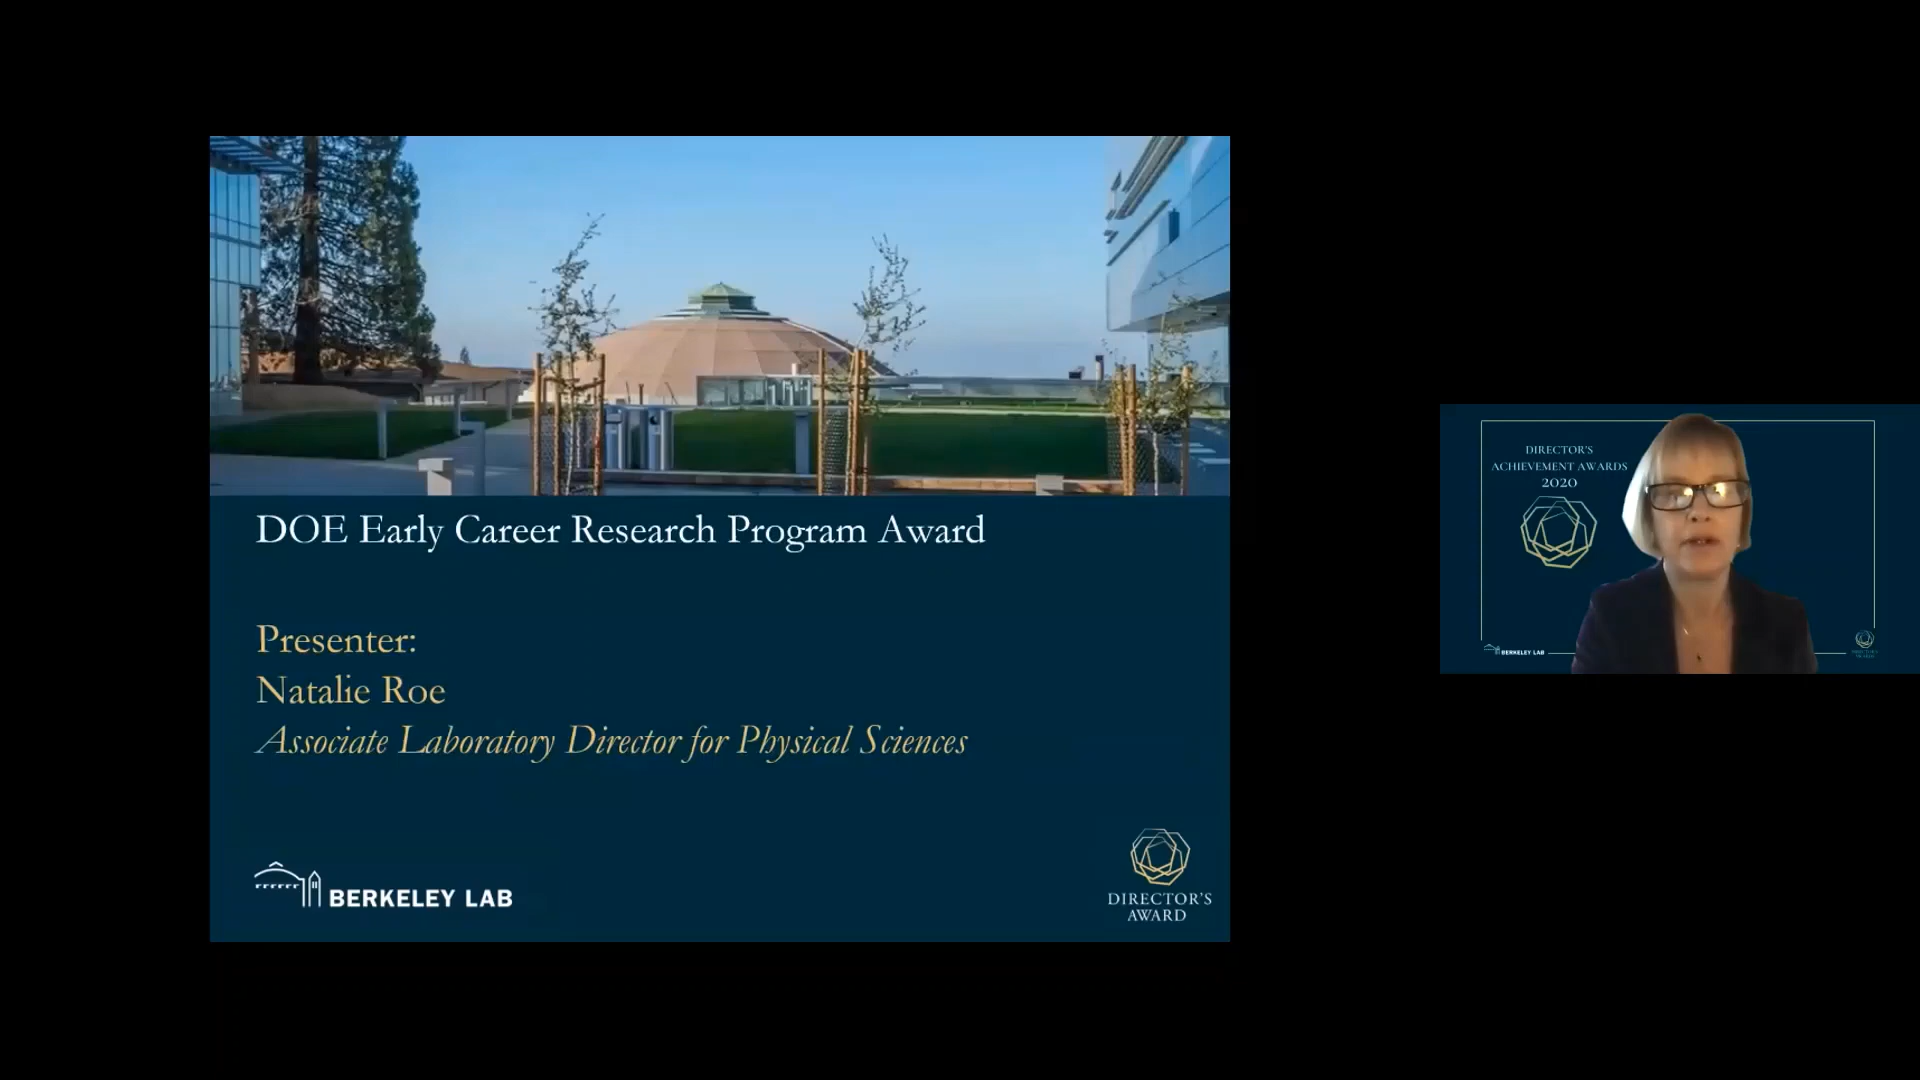 DOE Early Career Research Program Award
Presenter:
Natalie Roe
Associate Laboratory Director for Physical Sciences
BERKELEY LAB
DIRECTOR'S
AWARD
DIRECTOR'S
ACHIEVEMENT AWARDS
2020
BERKELEY LAB